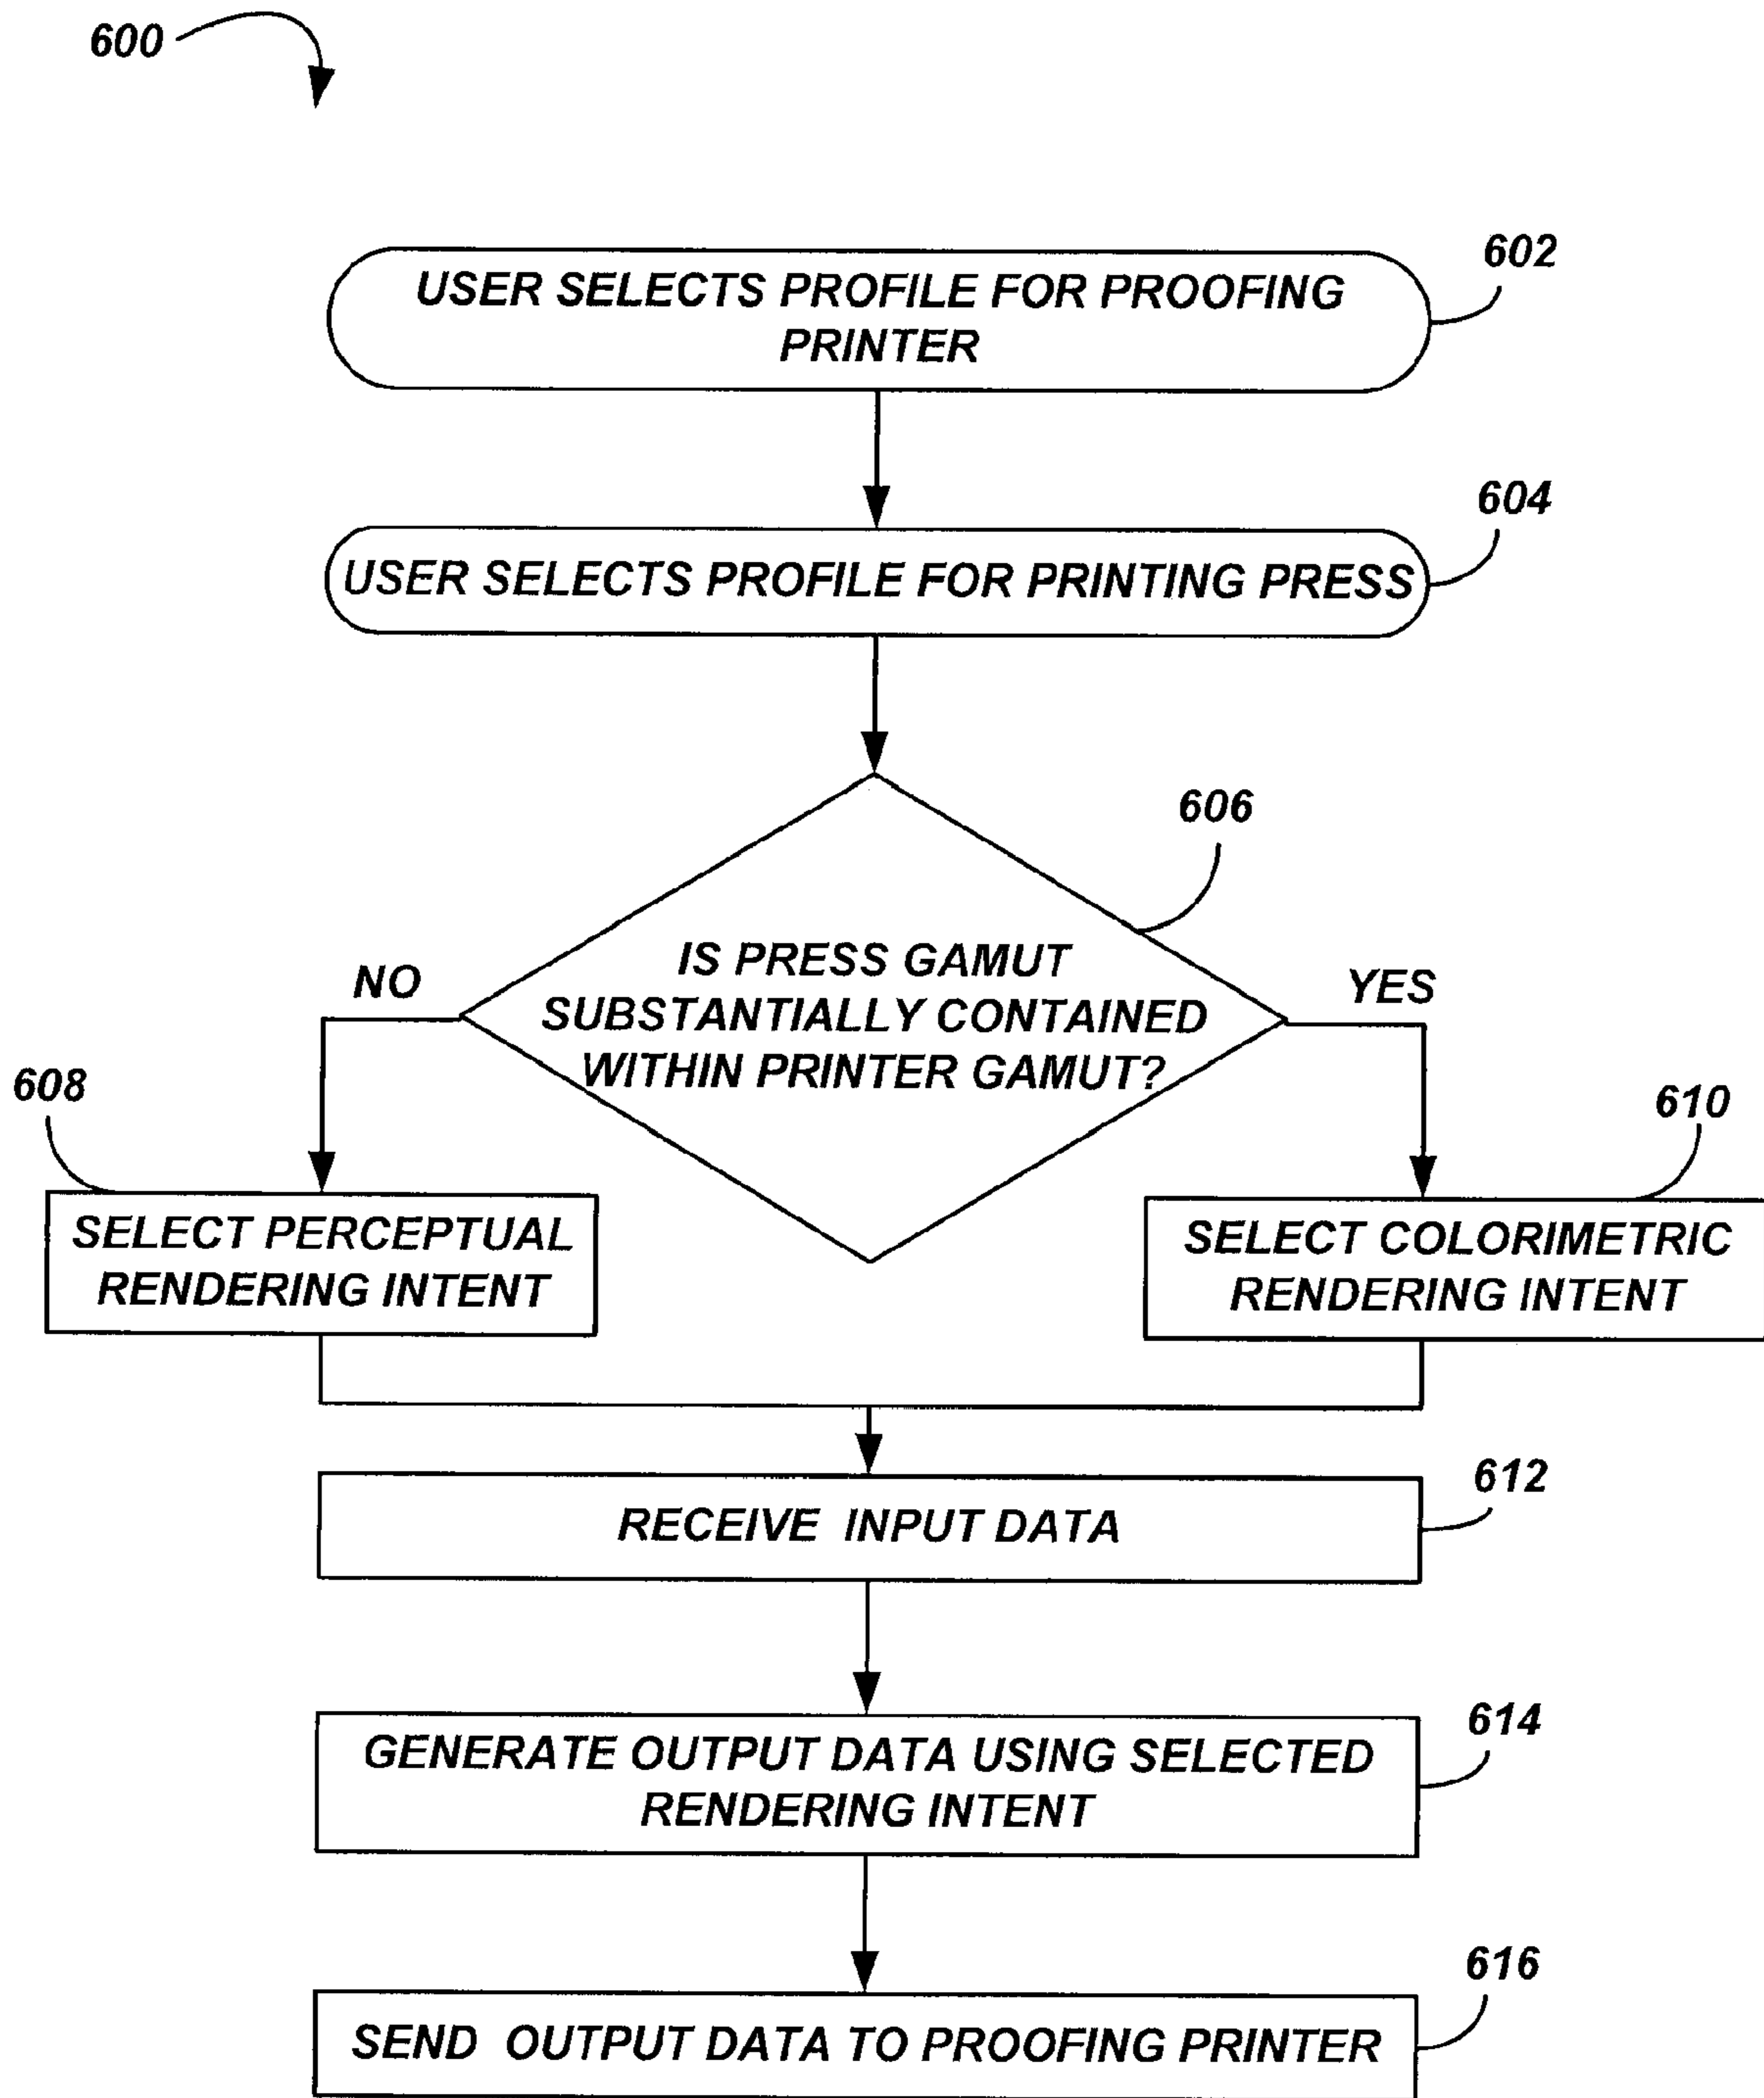 600
602
USER SELECTS PROFILE FOR PROOFING
PRINTER
604
USER SELECTS PROFILE FOR PRINTING PRESS
606
IS PRESS GAMUT
SUBSTANTIALLY CONTAINED
WITHIN PRINTER GAMUT?
NO
YES
608
SELECT PERCEPTUAL
RENDERING INTENT
610
SELECT COLORIMETRIC
RENDERING INTENT
612
RECEIVE INPUT DATA
614
GENERATE OUTPUT DATA USING SELECTED
RENDERING INTENT
616
SEND OUTPUT DATA TO PROOFING PRINTER